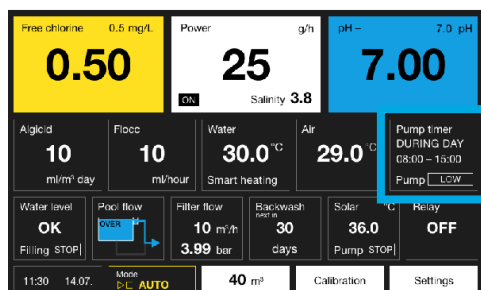 Free chlorine 0.5 mg/L
0.50
Power g/h
25
ON Salinity 3.8
pH – 7.0 pH
7.00
Algicid
10
ml/m³ day
Flocc
10
ml/hour
Water
30.0 °C
Smart heating
Air
29.0 °C
Pump timer
DURING DAY
08:00 – 15:00
Pump LOW
Water level
OK
Filling STOP
Pool flow
OVER
Filter flow
10 m³/h
3.99 bar
Backwash
next in
30
days
Solar °C
36.0
Pump STOP
Relay
OFF
11:30 14.07.
Mode
AUTO
40 m³
Calibration
Settings